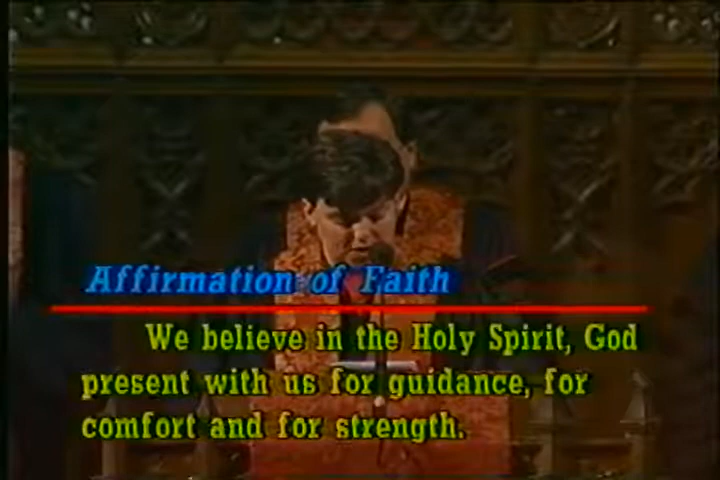 Affirmation of Faith
We believe in the Holy Spirit, God
present with us for guidance, for
comfort and for strength.